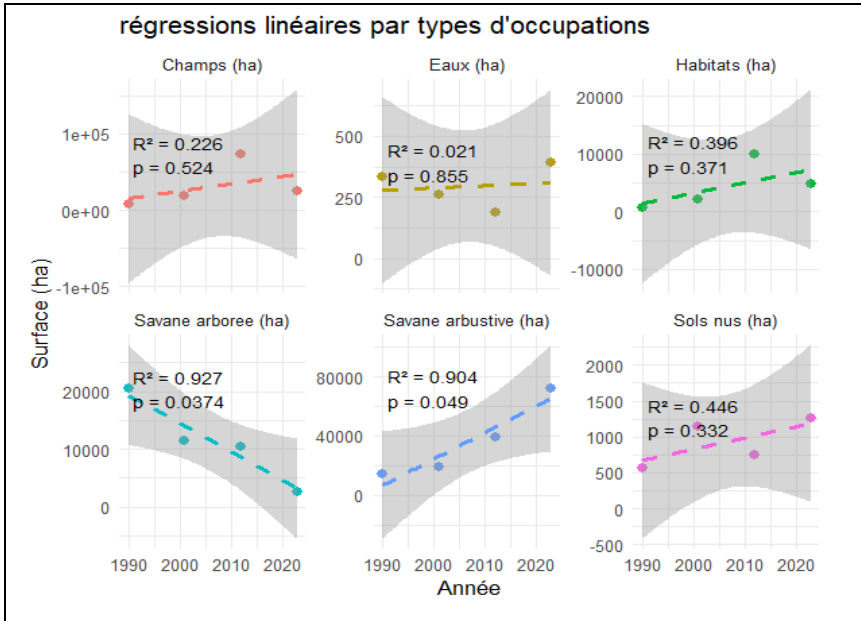 régressions linéaires par types d'occupations
Champs (ha)
Eaux (ha)
Habitats (ha)
1e+05
0e+00
-1e+05
R² = 0.226
p = 0.524
500
250
0
R² = 0.021
p = 0.855
20000
10000
0
-10000
R² = 0.396
p = 0.371
Surface (ha)
Savane arboree (ha)
Savane arbustive (ha)
Sols nus (ha)
20000
10000
0
R² = 0.927
p = 0.0374
80000
40000
0
R² = 0.904
p = 0.049
2000
1500
1000
500
0
-500
R² = 0.446
p = 0.332
1990 2000 2010 2020
1990 2000 2010 2020
1990 2000 2010 2020
Année